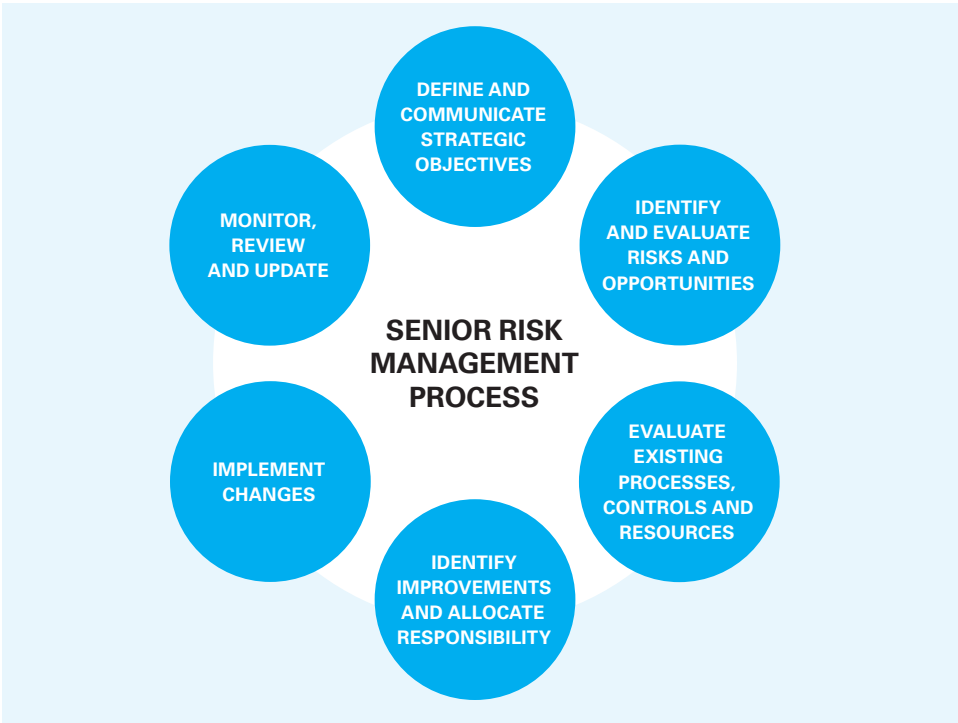 DEFINE AND
COMMUNICATE
STRATEGIC
OBJECTIVES
IDENTIFY
AND EVALUATE
RISKS AND
OPPORTUNITIES
EVALUATE
EXISTING
PROCESSES,
CONTROLS AND
RESOURCES
IDENTIFY
IMPROVEMENTS
AND ALLOCATE
RESPONSIBILITY
IMPLEMENT
CHANGES
MONITOR,
REVIEW
AND UPDATE
SENIOR RISK
MANAGEMENT
PROCESS